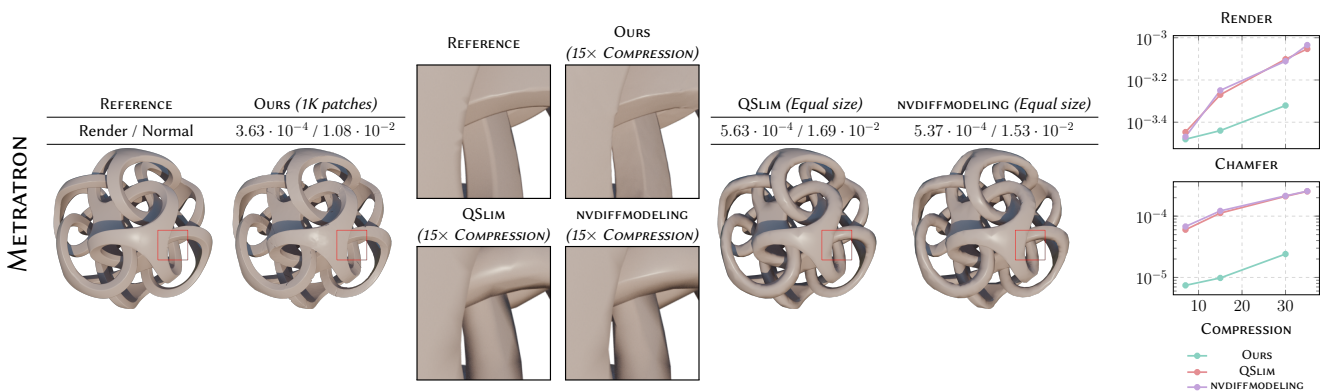 METRATRON
REFERENCE
Render / Normal
OURS (1K patches)
3.63 · 10⁻⁴ / 1.08 · 10⁻²
REFERENCE
OURS
(15× COMPRESSION)
QSLIM
(15× COMPRESSION)
NVDIFFMODELING
(15× COMPRESSION)
QSLIM (Equal size)
5.63 · 10⁻⁴ / 1.69 · 10⁻²
NVDIFFMODELING (Equal size)
5.37 · 10⁻⁴ / 1.53 · 10⁻²
RENDER
10⁻³
10⁻³·²
10⁻³·⁴
CHAMFER
10⁻⁴
10⁻⁵
10 20 30
COMPRESSION
OURS
QSLIM
NVDIFFMODELING